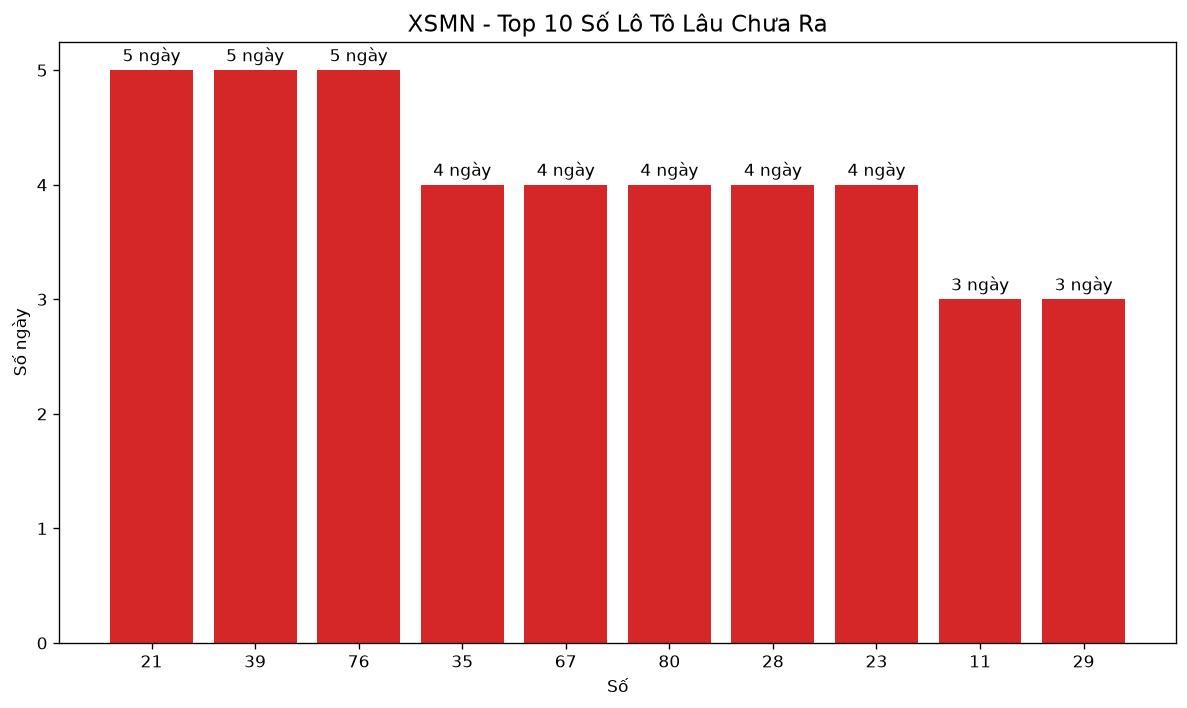 XSMN - Top 10 Số Lô Tô Lâu Chưa Ra
5 ngày 5 ngày 5 ngày
4 ngày 4 ngày 4 ngày 4 ngày 4 ngày
3 ngày 3 ngày
Số ngày
5
4
3
2
1
0
21 39 76 35 67 80 28 23 11 29
Số